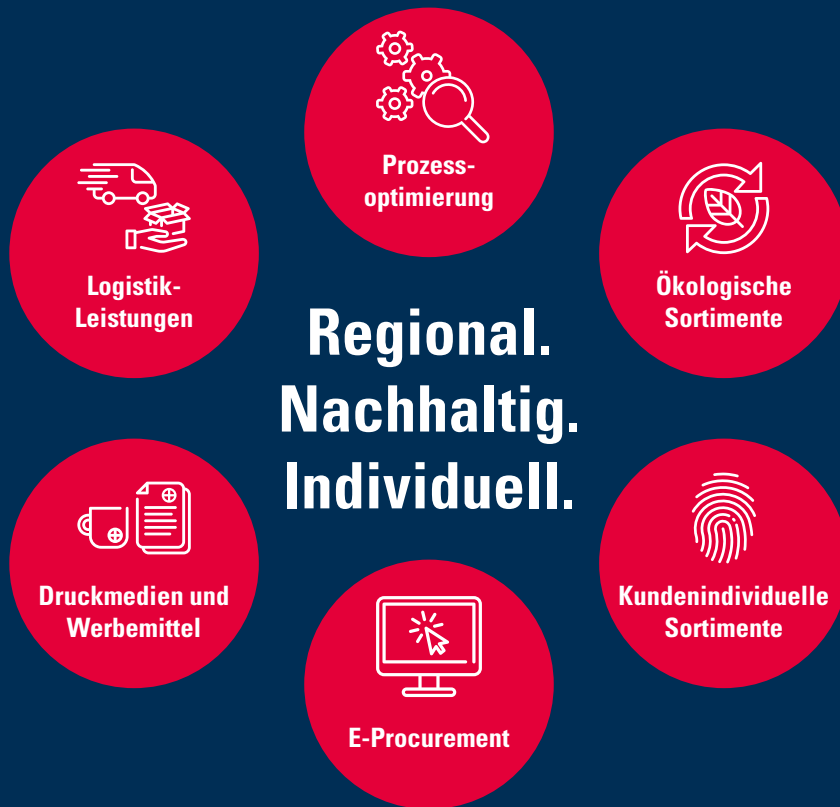 Prozess-
optimierung
Logistik-
Leistungen
Ökologische
Sortimente
Regional.
Nachhaltig.
Individuell.
Druckmedien und
Werbemittel
Kundenindividuelle
Sortimente
E-Procurement